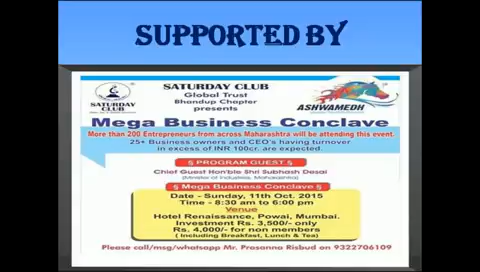 SUPPORTED BY
SATURDAY CLUB
Global Trust
Bhandup Chapter
presents
SATURDAY CLUB
ASHWAMEDH
Mega Business Conclave
More than 200 Entrepreneurs from across Maharashtra will be attending this event.
25+ Business owners and CEO's having turnover
in excess of INR 100cr. are expected.
§ PROGRAM GUEST §
Chief Guest Hon'ble Shri Subhash Desai
(Minister of Industries, Maharashtra)
§ Mega Business Conclave §
Date - Sunday, 11th Oct. 2015
Time - 8:30 am to 6:00 pm
Venue
Hotel Renaissance, Powai, Mumbai.
Investment Rs. 3,500/- only
Rs. 4,000/- for non members
( Including Breakfast, Lunch & Tea)
Please call/msg/whatsapp Mr. Prasanna Risbud on 9322706109